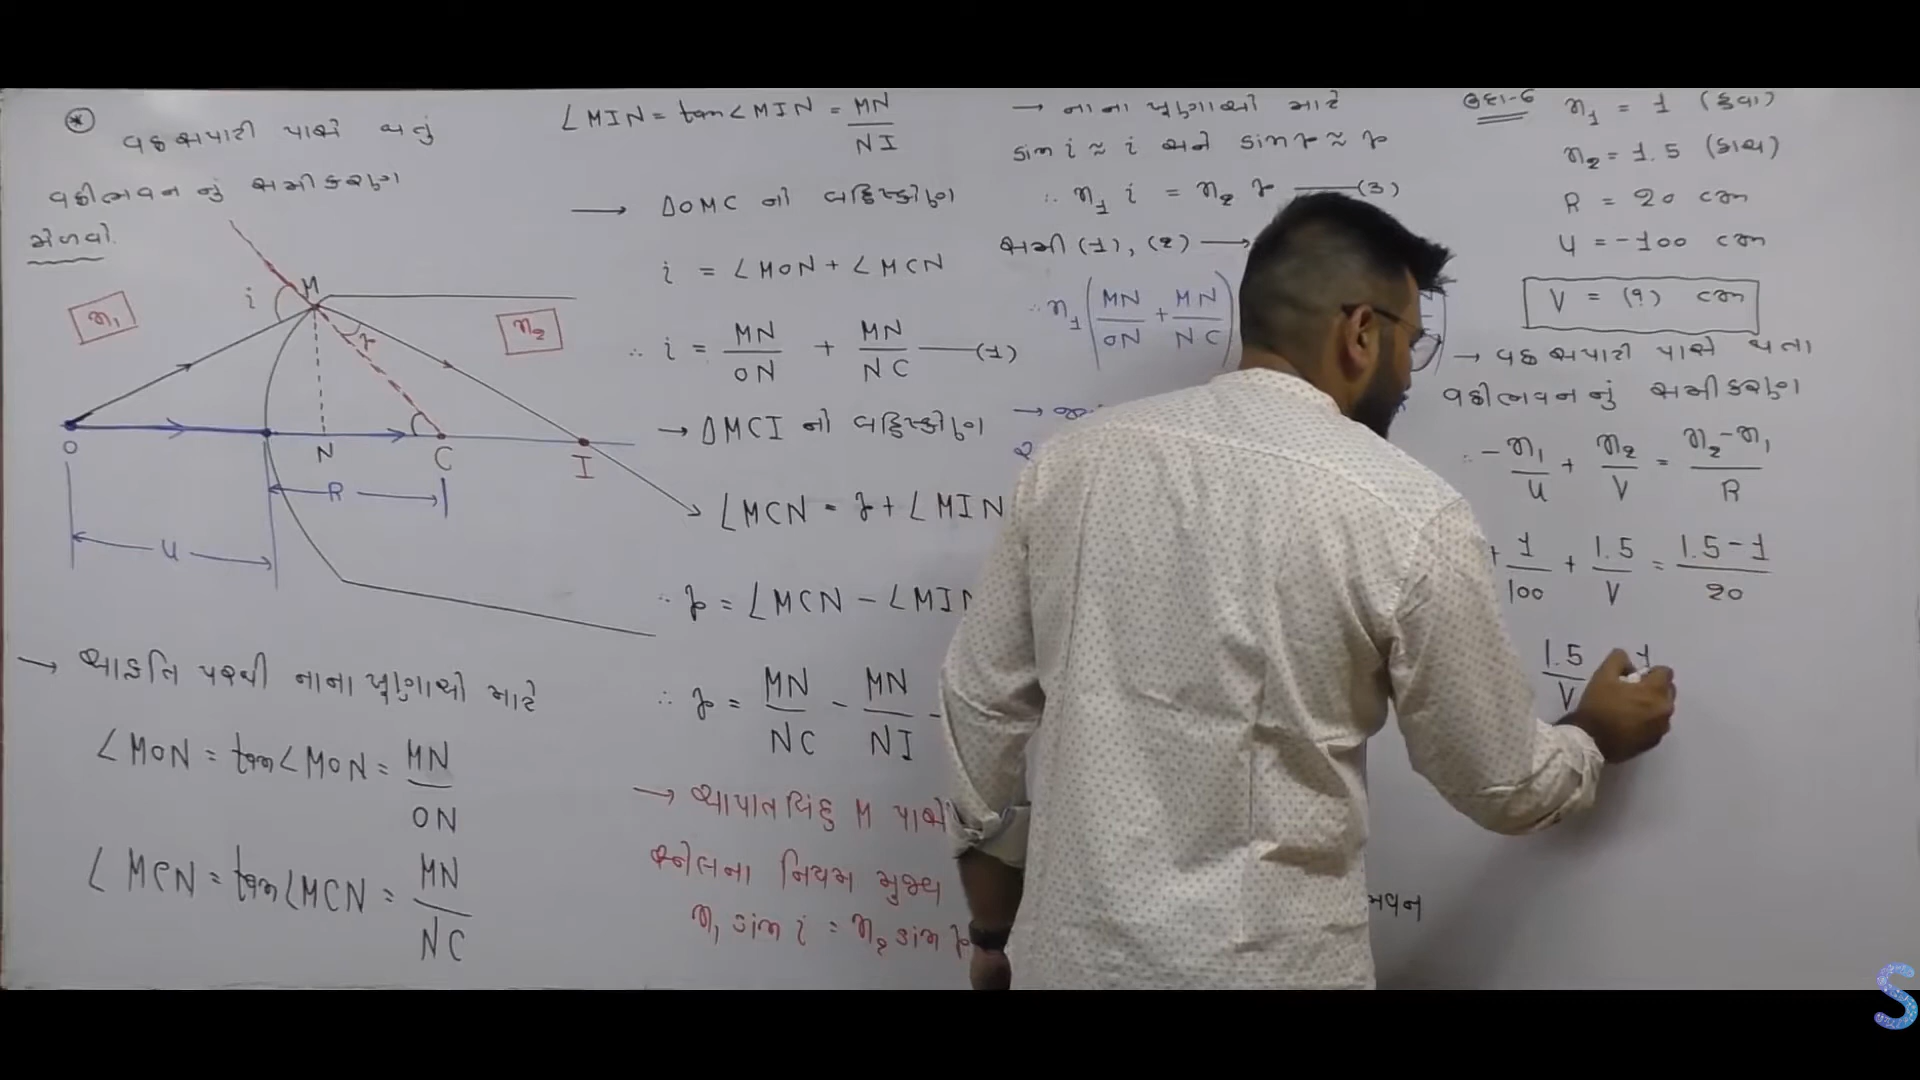 * વક્રસપાટી પાસે થતું
વક્રીભવન નું સમીકરણ
મેળવો.
n₁
i
M
r
n₂
O
N
C
I
R
u
→ આકૃતિ પરથી નાના ખૂણાઓ માટે
∠MON = tan∠MON = MN/ON
∠MCN = tan∠MCN = MN/NC
∠MIN = tan∠MIN = MN/NI
→ ΔOMC નો બહિષ્કોણ
i = ∠MON + ∠MCN
∴ i = MN/ON + MN/NC —(1)
→ ΔMCI નો બહિષ્કોણ
∠MCN = r + ∠MIN
∴ r = ∠MCN − ∠MIN
∴ r = MN/NC − MN/NI —
→ આપાતબિંદુ M પાસે
સ્નેલના નિયમ મુજબ
n₁ sin i = n₂ sin r
→ નાના ખૂણાઓ માટે
sin i ≈ i અને sin r ≈ r
∴ n₁ i = n₂ r —(3)
સમી (1), (2) →
∴ n₁ (MN/ON + MN/NC)
ઉદા-6 n₁ = 1 (હવા)
n₂ = 1.5 (કાચ)
R = 20 cm
u = -100 cm
V = (?) cm
→ વક્રસપાટી પાસે થતા
વક્રીભવનનું સમીકરણ
∴ -n₁/u + n₂/V = n₂-n₁/R
+ 1/100 + 1.5/V = 1.5-1/20
1.5/V
S